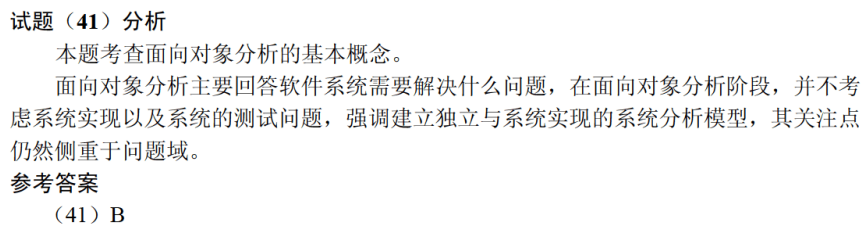 试题（41）分析
本题考查面向对象分析的基本概念。
面向对象分析主要回答软件系统需要解决什么问题，在面向对象分析阶段，并不考
虑系统实现以及系统的测试问题，强调建立独立与系统实现的系统分析模型，其关注点
仍然侧重于问题域。
参考答案
（41）B